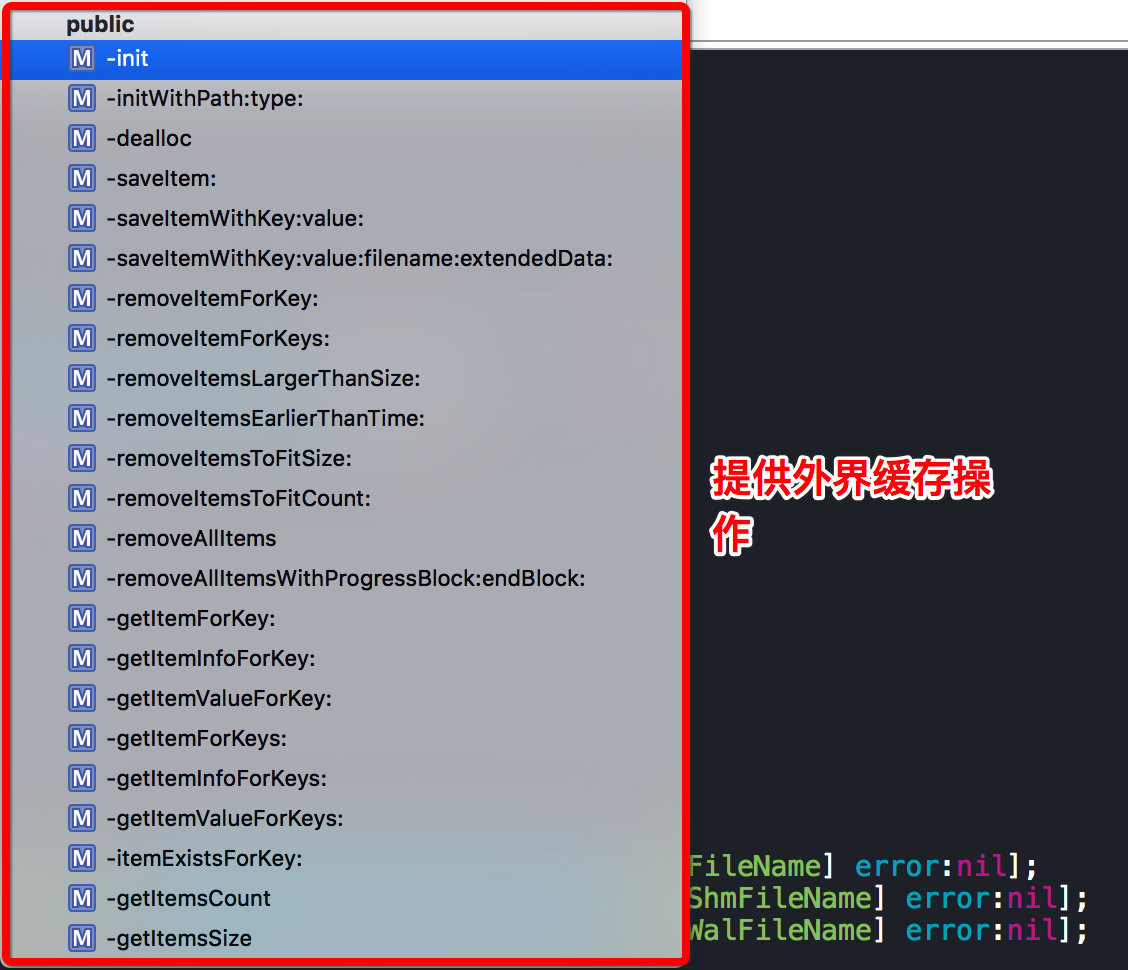 public
M -init
M -initWithPath:type:
M -dealloc
M -saveItem:
M -saveItemWithKey:value:
M -saveItemWithKey:value:filename:extendedData:
M -removeItemForKey:
M -removeItemForKeys:
M -removeItemsLargerThanSize:
M -removeItemsEarlierThanTime:
M -removeItemsToFitSize:
M -removeItemsToFitCount:
M -removeAllItems
M -removeAllItemsWithProgressBlock:endBlock:
M -getItemForKey:
M -getItemInfoForKey:
M -getItemValueForKey:
M -getItemForKeys:
M -getItemInfoForKeys:
M -getItemValueForKeys:
M -itemExistsForKey:
M -getItemsCount
M -getItemsSize
提供外界缓存操
作
FileName] error:nil];
ShmFileName] error:nil];
WalFileName] error:nil];